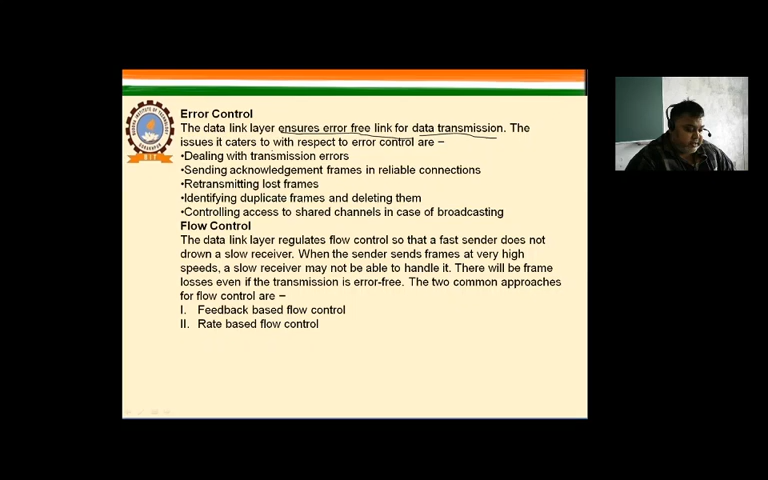 Error Control
The data link layer ensures error free link for data transmission. The
issues it caters to with respect to error control are −
•Dealing with transmission errors
•Sending acknowledgement frames in reliable connections
•Retransmitting lost frames
•Identifying duplicate frames and deleting them
•Controlling access to shared channels in case of broadcasting
Flow Control
The data link layer regulates flow control so that a fast sender does not
drown a slow receiver. When the sender sends frames at very high
speeds, a slow receiver may not be able to handle it. There will be frame
losses even if the transmission is error-free. The two common approaches
for flow control are −
I. Feedback based flow control
II. Rate based flow control